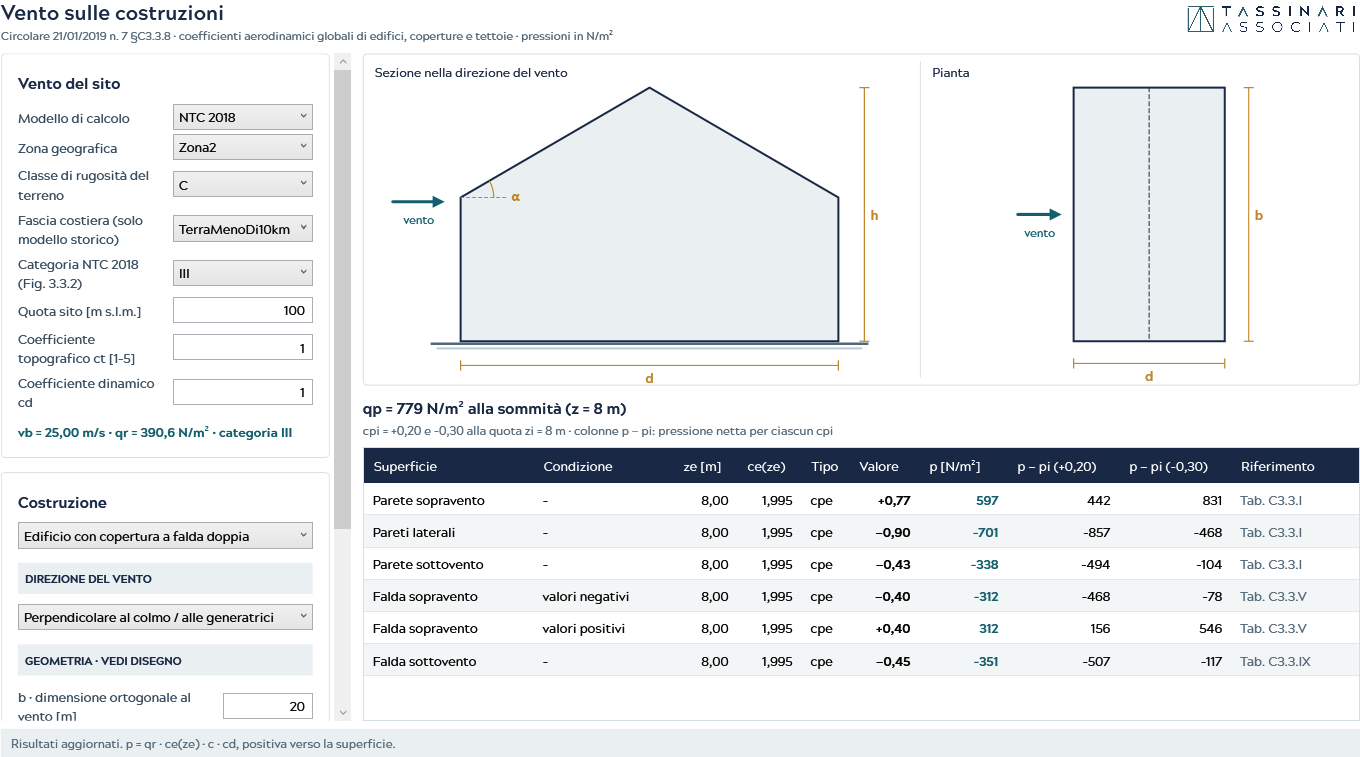 Vento sulle costruzioni
Circolare 21/01/2019 n. 7 §C3.3.8 · coefficienti aerodinamici globali di edifici, coperture e tettoie · pressioni in N/m²
TASSINARI
ASSOCIATI
Vento del sito
Modello di calcolo NTC 2018
Zona geografica Zona2
Classe di rugosità del
terreno C
Fascia costiera (solo
modello storico) TerraMenoDi10km
Categoria NTC 2018
(Fig. 3.3.2) III
Quota sito [m s.l.m.] 100
Coefficiente
topografico ct [1-5] 1
Coefficiente dinamico
cd 1
vb = 25,00 m/s · qr = 390,6 N/m² · categoria III
Costruzione
Edificio con copertura a falda doppia
DIREZIONE DEL VENTO
Perpendicolare al colmo / alle generatrici
GEOMETRIA · VEDI DISEGNO
b · dimensione ortogonale al
vento [m] 20
Sezione nella direzione del vento
α
vento
h
d
Pianta
vento
b
d
qp = 779 N/m² alla sommità (z = 8 m)
cpi = +0,20 e -0,30 alla quota zi = 8 m · colonne p – pi: pressione netta per ciascun cpi
Superficie Condizione ze [m] ce(ze) Tipo Valore p [N/m²] p – pi (+0,20) p – pi (-0,30) Riferimento
Parete sopravento - 8,00 1,995 cpe +0,77 597 442 831 Tab. C3.3.I
Pareti laterali - 8,00 1,995 cpe –0,90 -701 -857 -468 Tab. C3.3.I
Parete sottovento - 8,00 1,995 cpe –0,43 -338 -494 -104 Tab. C3.3.I
Falda sopravento valori negativi 8,00 1,995 cpe –0,40 -312 -468 -78 Tab. C3.3.V
Falda sopravento valori positivi 8,00 1,995 cpe +0,40 312 156 546 Tab. C3.3.V
Falda sottovento - 8,00 1,995 cpe –0,45 -351 -507 -117 Tab. C3.3.IX
Risultati aggiornati. p = qr · ce(ze) · c · cd, positiva verso la superficie.